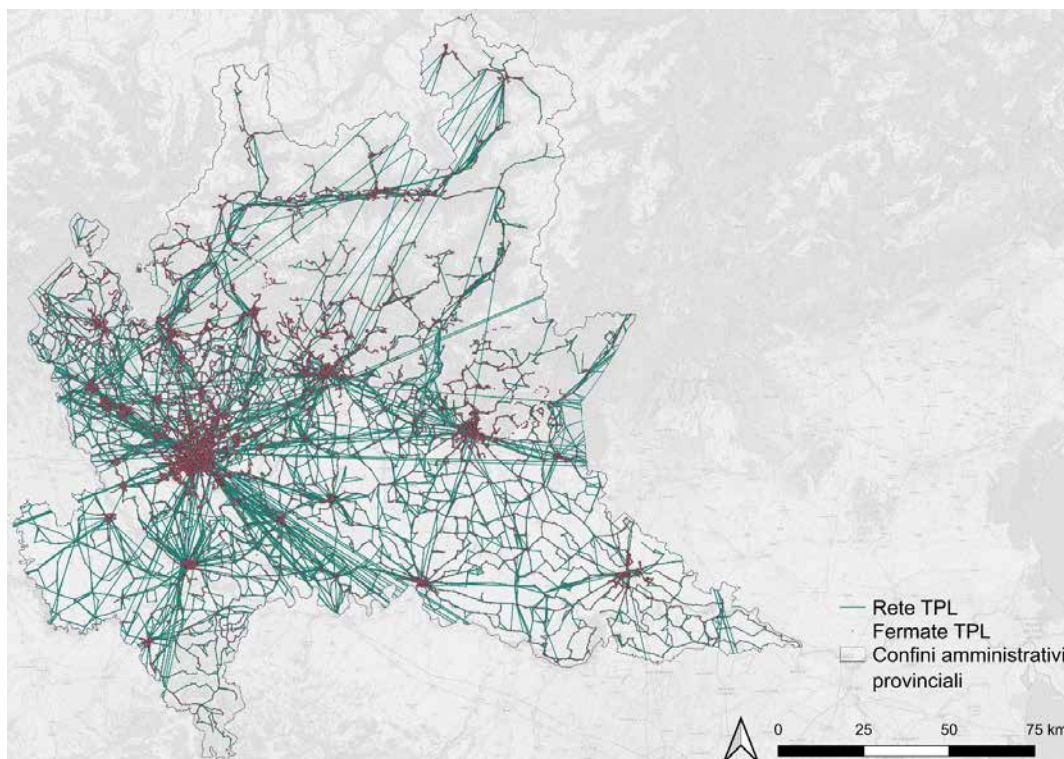 Rete TPL
Fermate TPL
Confini amministrativi
provinciali
0 25 50 75 km